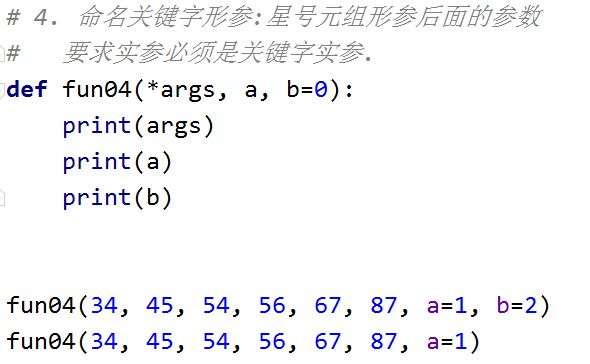 # 4. 命名关键字形参:星号元组形参后面的参数
#   要求实参必须是关键字实参.
def fun04(*args, a, b=0):
    print(args)
    print(a)
    print(b)
fun04(34, 45, 54, 56, 67, 87, a=1, b=2)
fun04(34, 45, 54, 56, 67, 87, a=1)